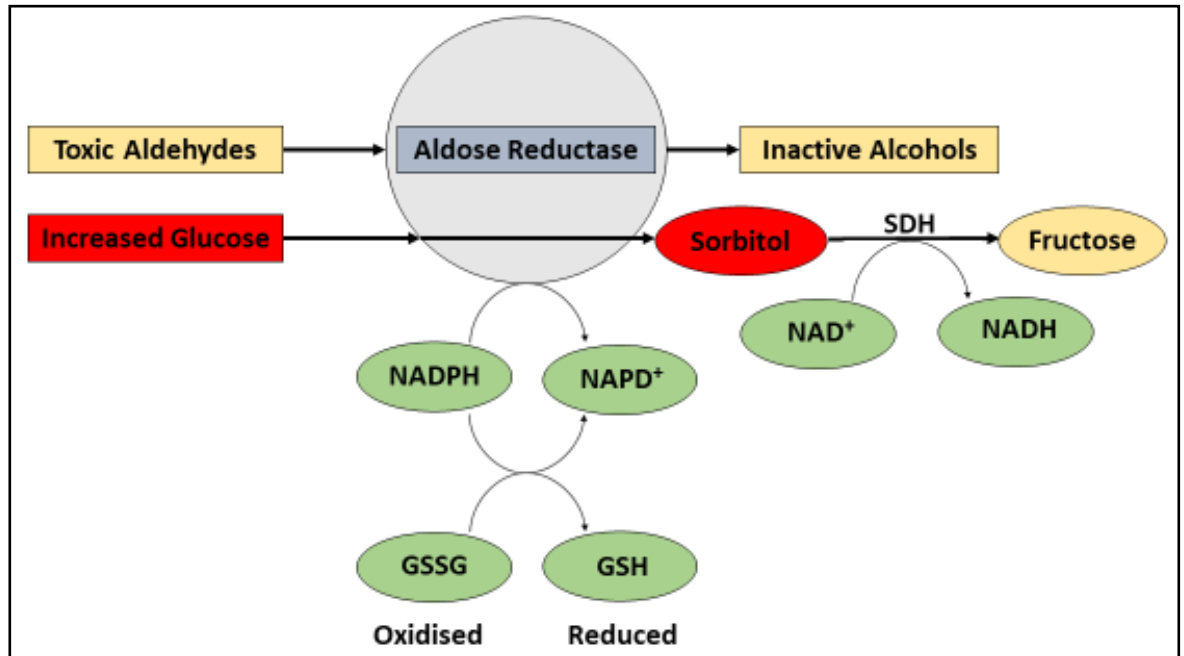 Toxic Aldehydes
Aldose Reductase
Inactive Alcohols
Increased Glucose
Sorbitol
SDH
Fructose
NAD⁺
NADH
NADPH
NAPD⁺
GSSG
GSH
Oxidised
Reduced